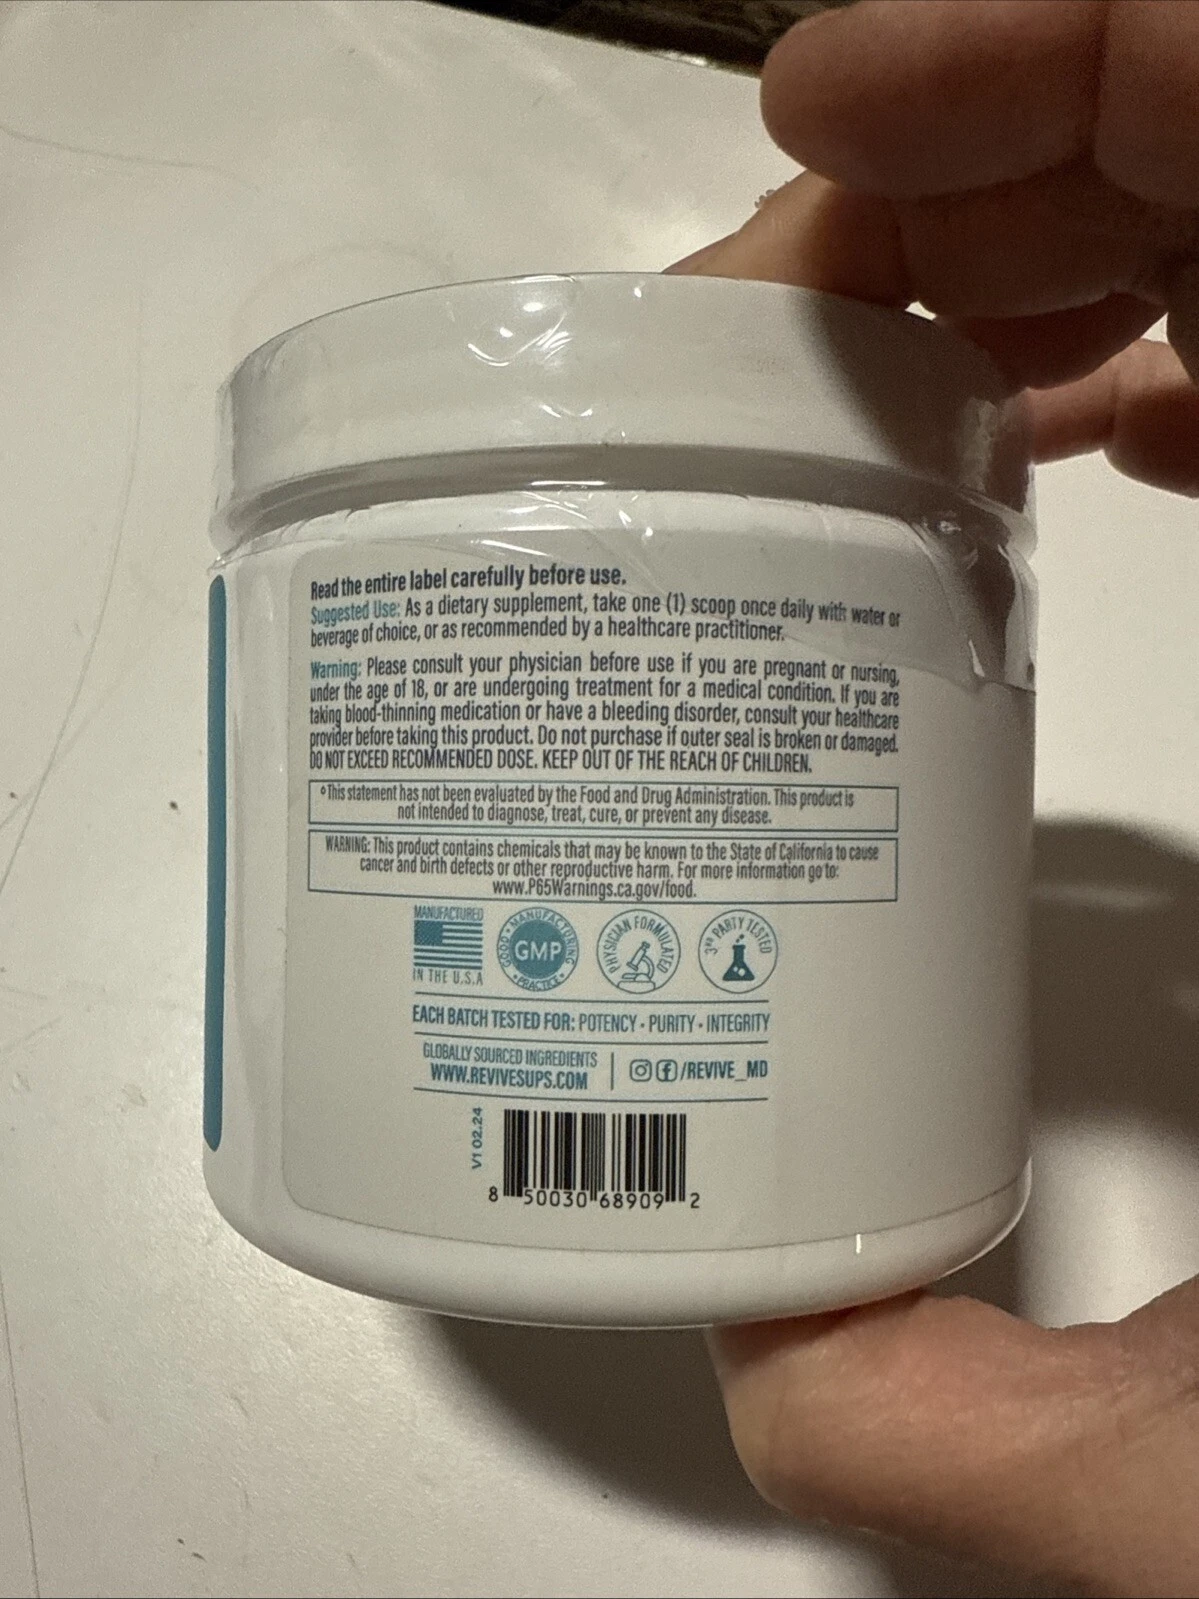 Read the entire label carefully before use.
Suggested Use: As a dietary supplement, take one (1) scoop once daily with water or
beverage of choice, or as recommended by a healthcare practitioner.
Warning: Please consult your physician before use if you are pregnant or nursing,
under the age of 18, or are undergoing treatment for a medical condition. If you are
taking blood-thinning medication or have a bleeding disorder, consult your healthcare
provider before taking this product. Do not purchase if outer seal is broken or damaged.
DO NOT EXCEED RECOMMENDED DOSE. KEEP OUT OF THE REACH OF CHILDREN.
°This statement has not been evaluated by the Food and Drug Administration. This product is
not intended to diagnose, treat, cure, or prevent any disease.
WARNING: This product contains chemicals that may be known to the State of California to cause
cancer and birth defects or other reproductive harm. For more information go to:
www.P65Warnings.ca.gov/food.
MANUFACTURED
IN THE U.S.A
GOOD • MANUFACTURING
GMP
• PRACTICE •
PHYSICIAN FORMULATED
3RD PARTY TESTED
EACH BATCH TESTED FOR: POTENCY • PURITY • INTEGRITY
GLOBALLY SOURCED INGREDIENTS
WWW.REVIVESUPS.COM
/REVIVE_MD
V1 02.24
8 50030 68909 2